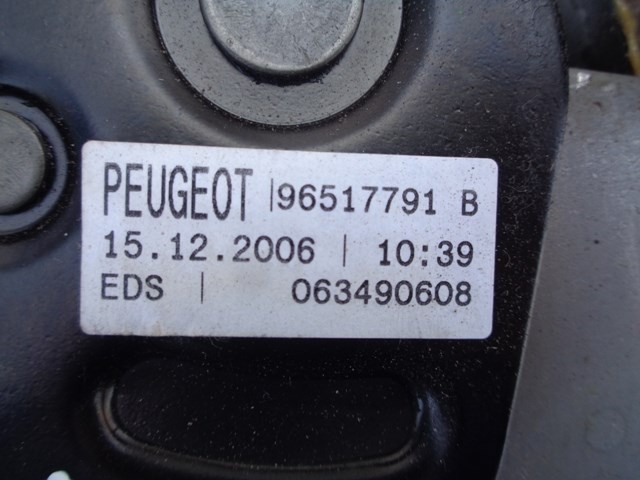 PEUGEOT | 96517791 B
15.12.2006 | 10:39
EDS | 063490608